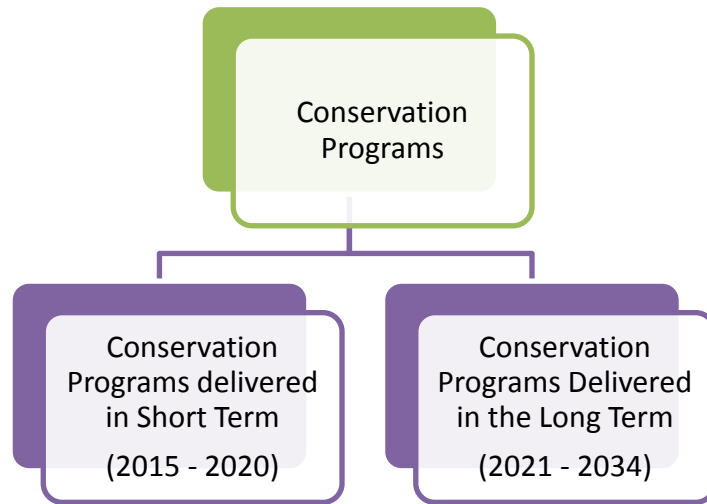 Conservation
Programs
Conservation
Programs delivered
in Short Term
(2015 - 2020)
Conservation
Programs Delivered
in the Long Term
(2021 - 2034)